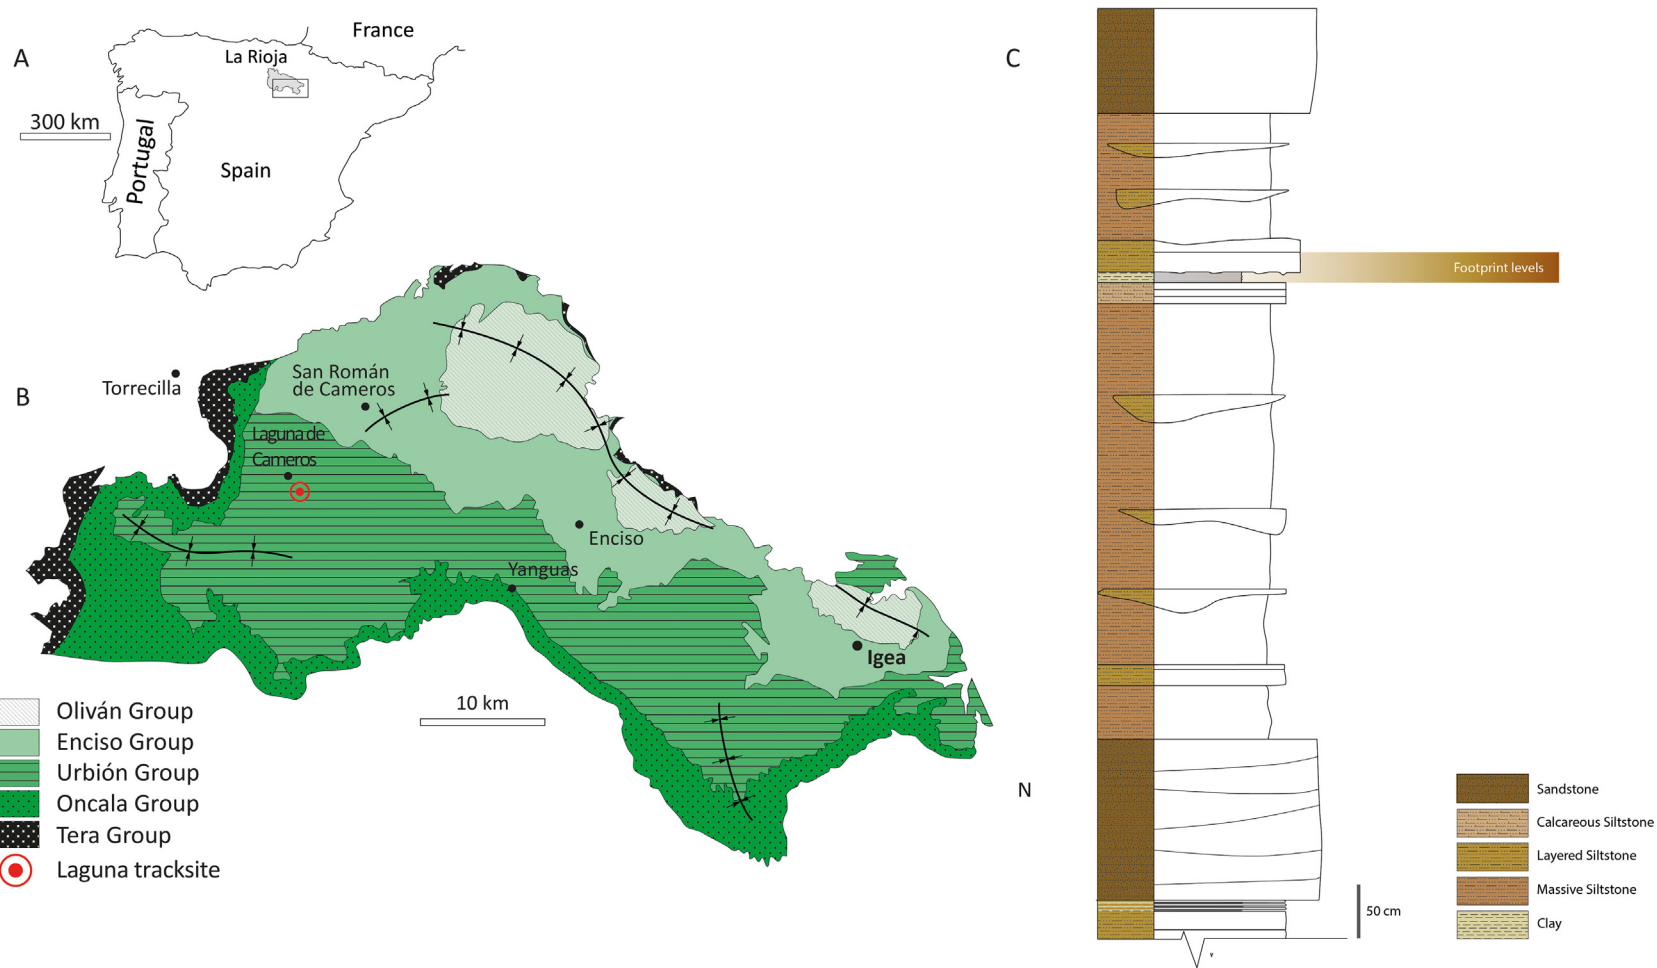 A
France
La Rioja
300 km
Portugal
Spain
B
Torrecilla
San Román
de Cameros
Laguna de
Cameros
Enciso
Yanguas
Igea
10 km
Oliván Group
Enciso Group
Urbión Group
Oncala Group
Tera Group
Laguna tracksite
C
Footprint levels
N
50 cm
Sandstone
Calcareous Siltstone
Layered Siltstone
Massive Siltstone
Clay